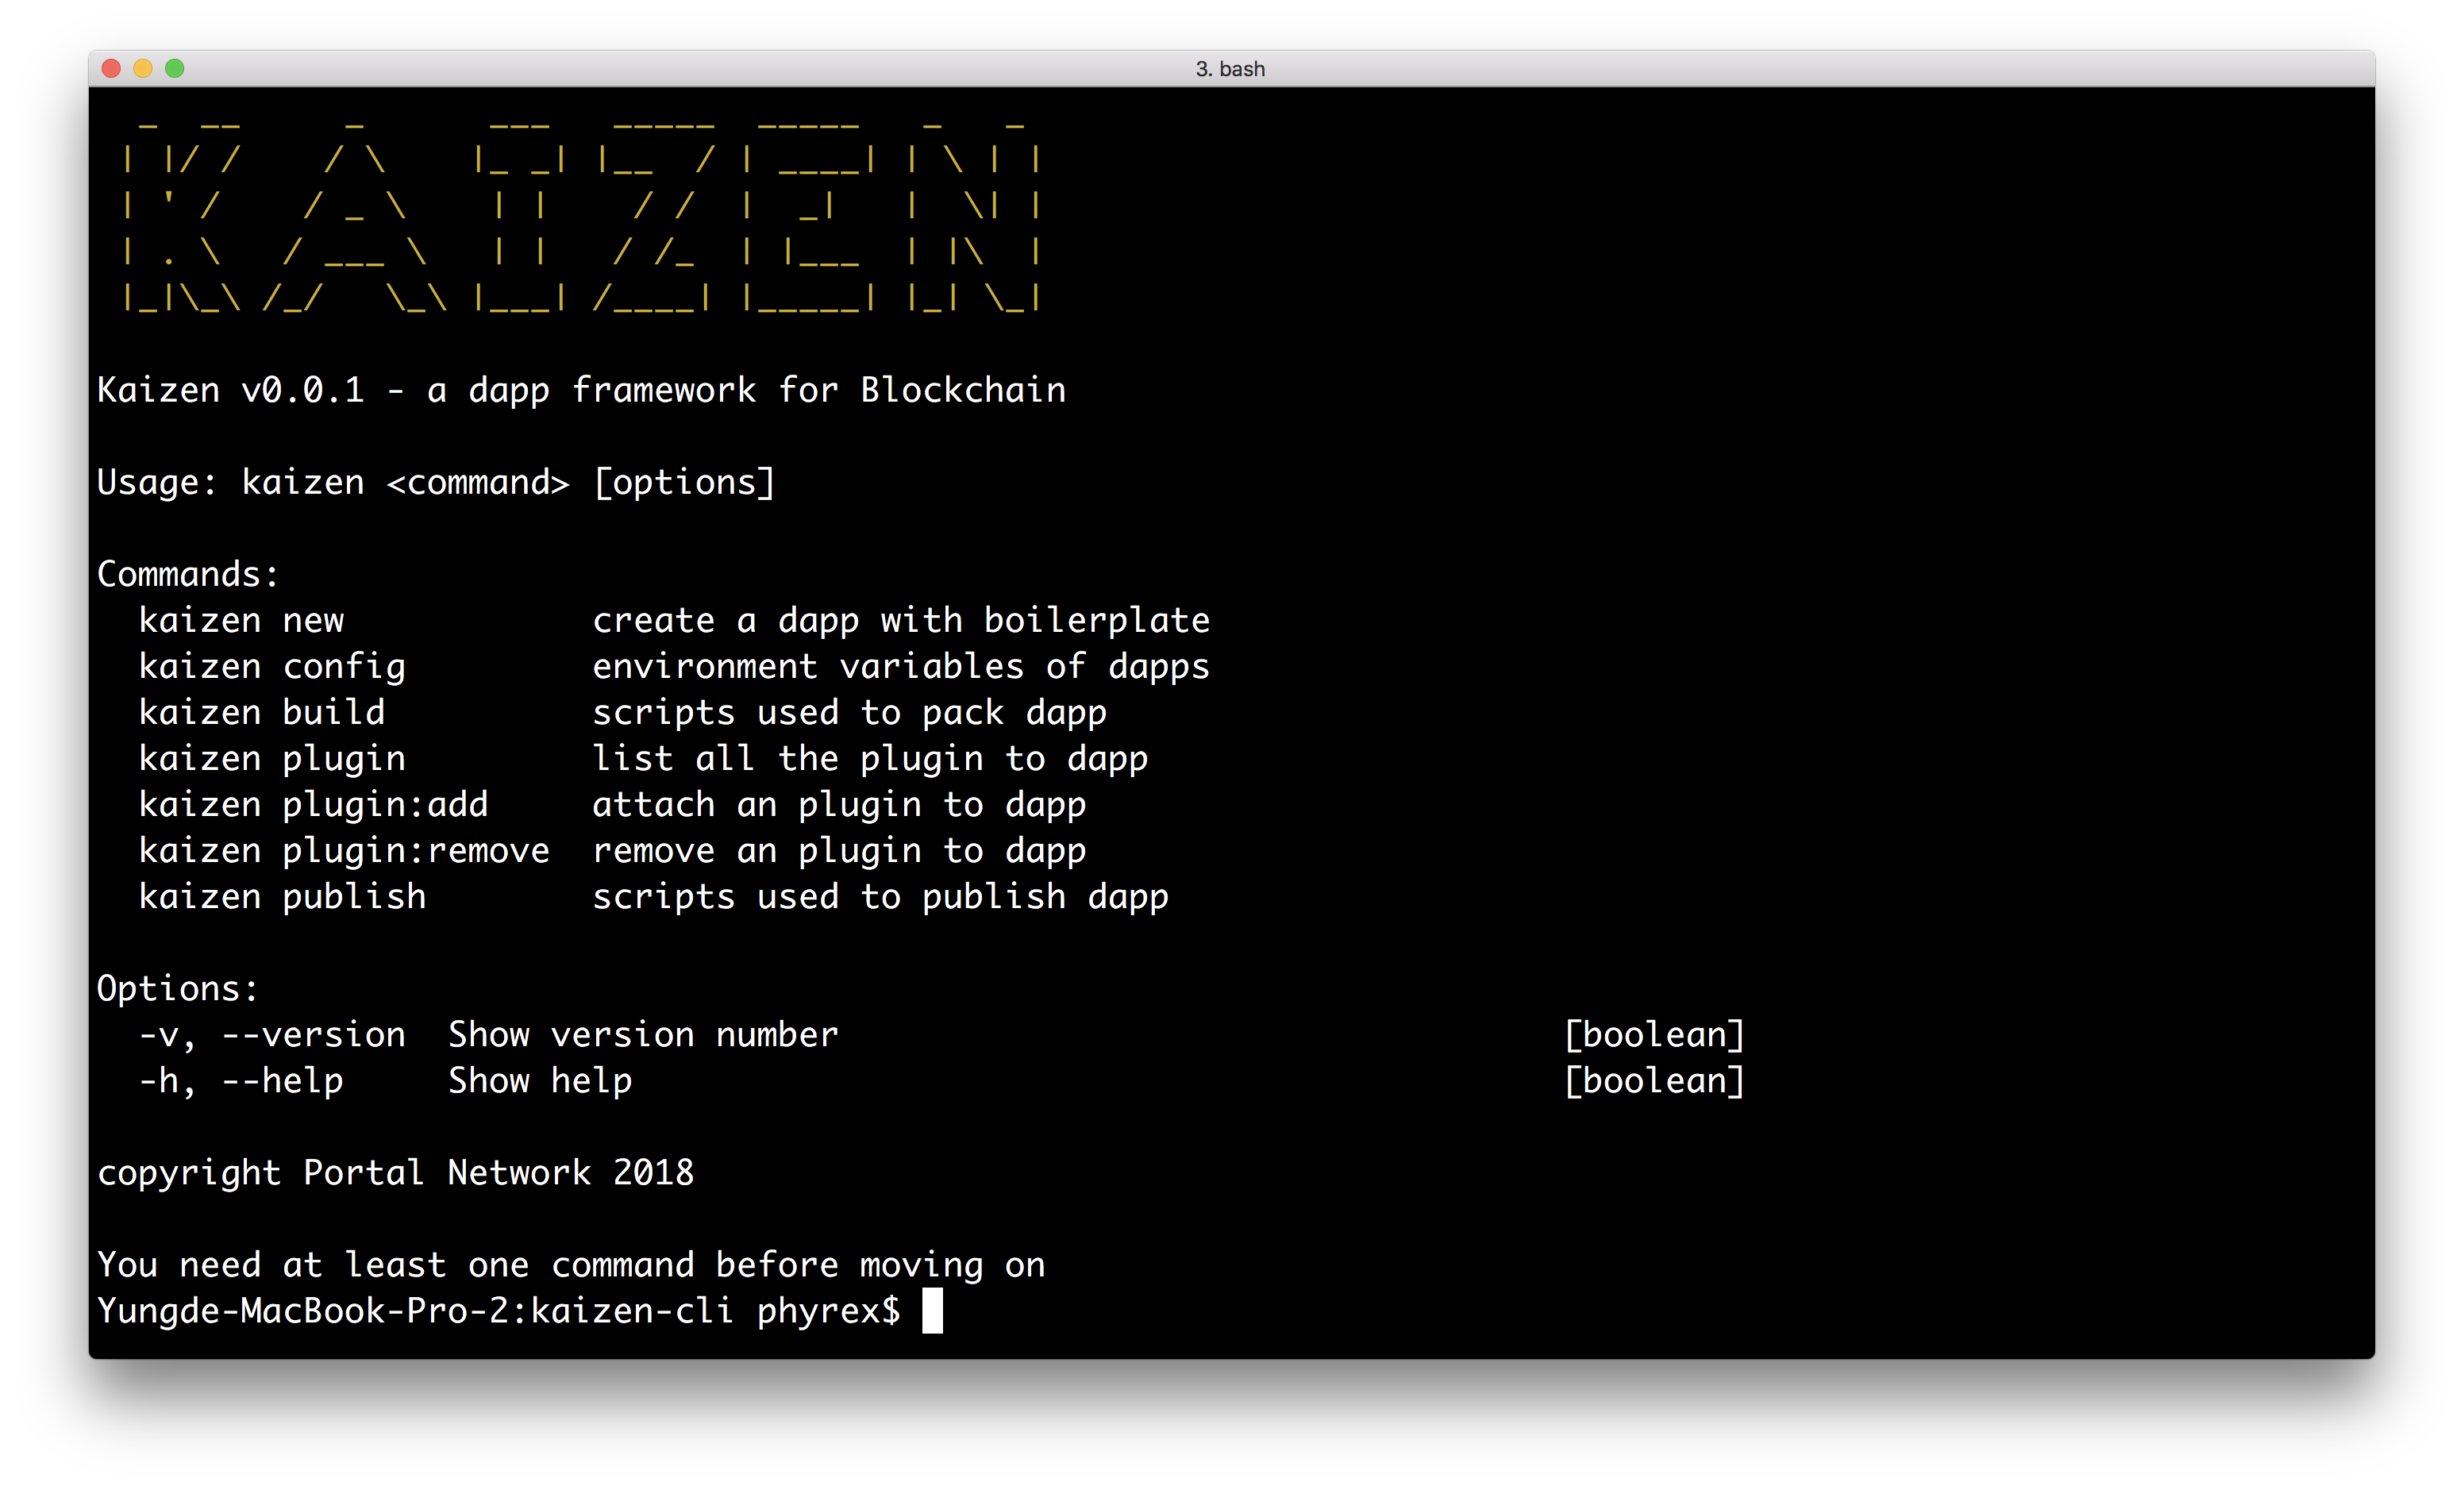 3. bash
KAIZEN
Kaizen v0.0.1 - a dapp framework for Blockchain
Usage: kaizen <command> [options]
Commands:
kaizen new create a dapp with boilerplate
kaizen config environment variables of dapps
kaizen build scripts used to pack dapp
kaizen plugin list all the plugin to dapp
kaizen plugin:add attach an plugin to dapp
kaizen plugin:remove remove an plugin to dapp
kaizen publish scripts used to publish dapp
Options:
-v, --version Show version number [boolean]
-h, --help Show help [boolean]
copyright Portal Network 2018
You need at least one command before moving on
Yungde-MacBook-Pro-2:kaizen-cli phyrex$